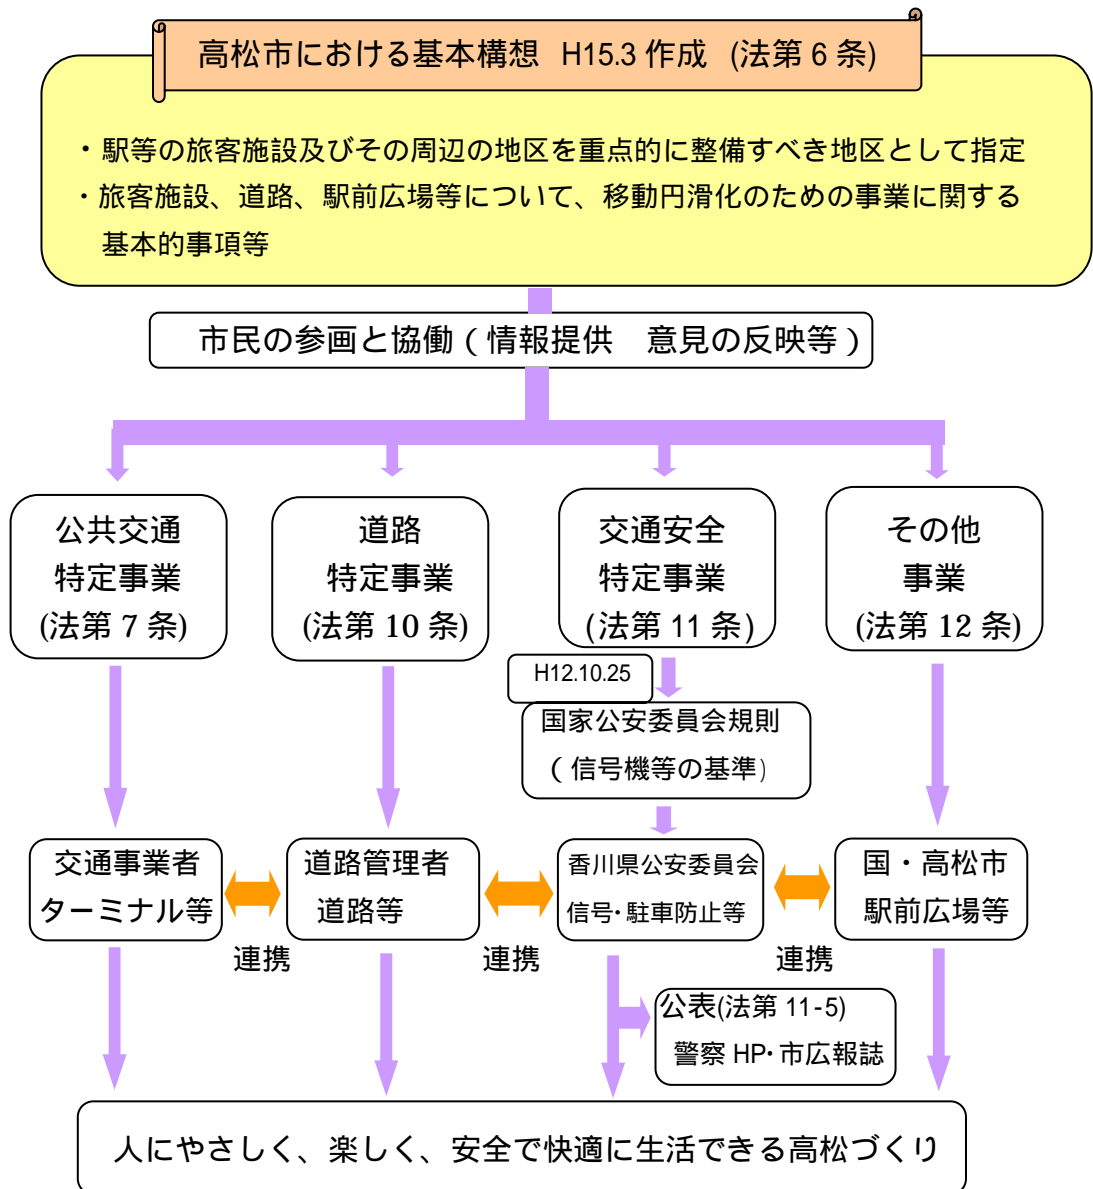 高松市における基本構想 H15.3 作成 (法第 6 条)
・駅等の旅客施設及びその周辺の地区を重点的に整備すべき地区として指定
・旅客施設、道路、駅前広場等について、移動円滑化のための事業に関する
基本的事項等
市民の参画と協働(情報提供　意見の反映等)
公共交通
特定事業
(法第 7 条)
道路
特定事業
(法第 10 条)
交通安全
特定事業
(法第 11 条)
その他
事業
(法第 12 条)
H12.10.25
国家公安委員会規則
(信号機等の基準)
交通事業者
ターミナル等
道路管理者
道路等
香川県公安委員会
信号・駐車防止等
国・高松市
駅前広場等
連携
連携
連携
公表(法第 11-5)
警察 HP・市広報誌
人にやさしく、楽しく、安全で快適に生活できる高松づくり